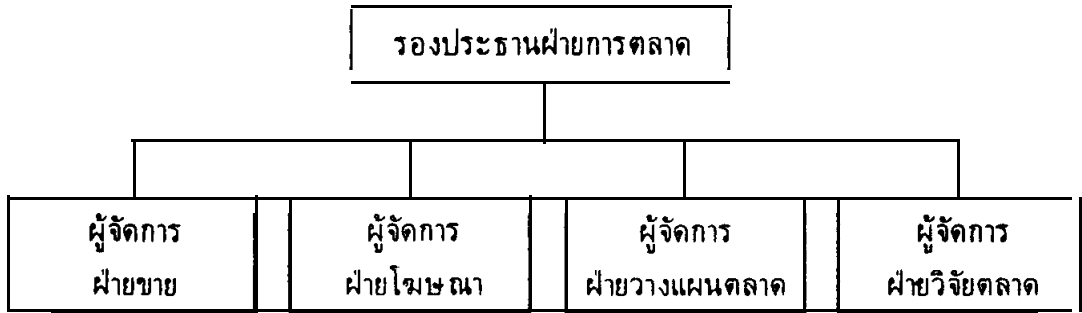 รองประธานฝ่ายการตลาด
ผู้จัดการ
ฝ่ายขาย
ผู้จัดการ
ฝ่ายโฆษณา
ผู้จัดการ
ฝ่ายวางแผนตลาด
ผู้จัดการ
ฝ่ายวิจัยตลาด